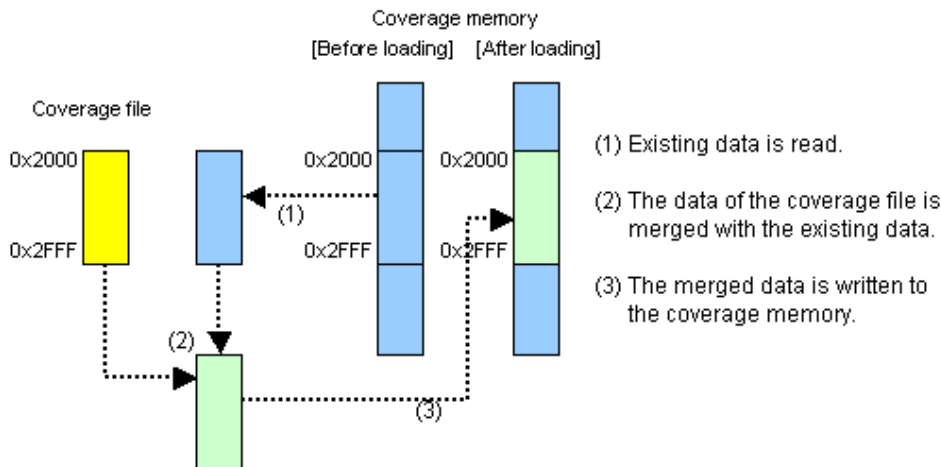 Coverage memory
[Before loading] [After loading]
Coverage file
0x2000
0x2000
0x2000
(1) Existing data is read.
(1)
(2) The data of the coverage file is
merged with the existing data.
0x2FFF
0x2FFF
0x2FFF
(3) The merged data is written to
the coverage memory.
(2)
(3)